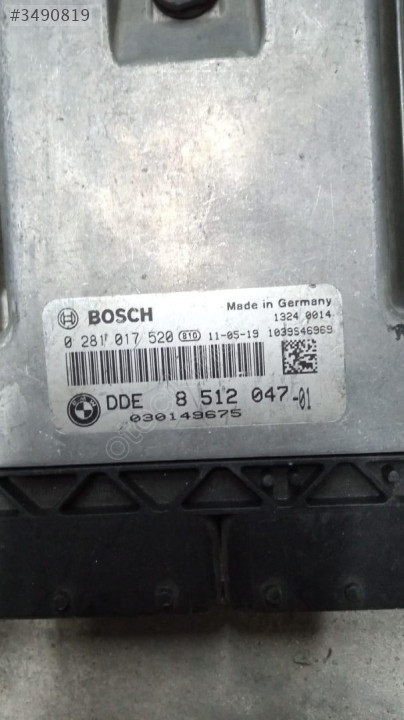 #3490819
BOSCH
Made in Germany
1324 0014
0 281 017 520 B10 11-05-19 1039S46969
DDE 8 512 047-01
030149675